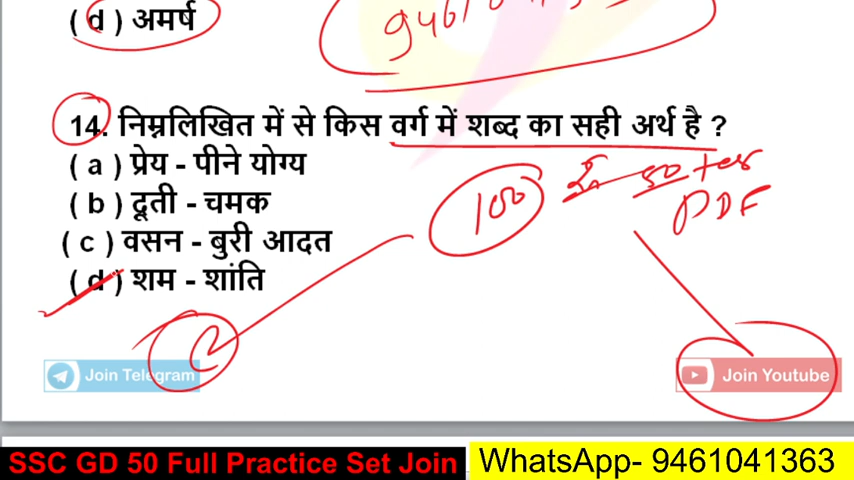 (d) अमर्ष
14. निम्नलिखित में से किस वर्ग में शब्द का सही अर्थ है ?
(a) प्रेय - पीने योग्य
(b) दूती - चमक
(c) वसन - बुरी आदत
(d) शम - शांति
100
PDF
Join Telegram
Join Youtube
SSC GD 50 Full Practice Set Join
WhatsApp- 9461041363